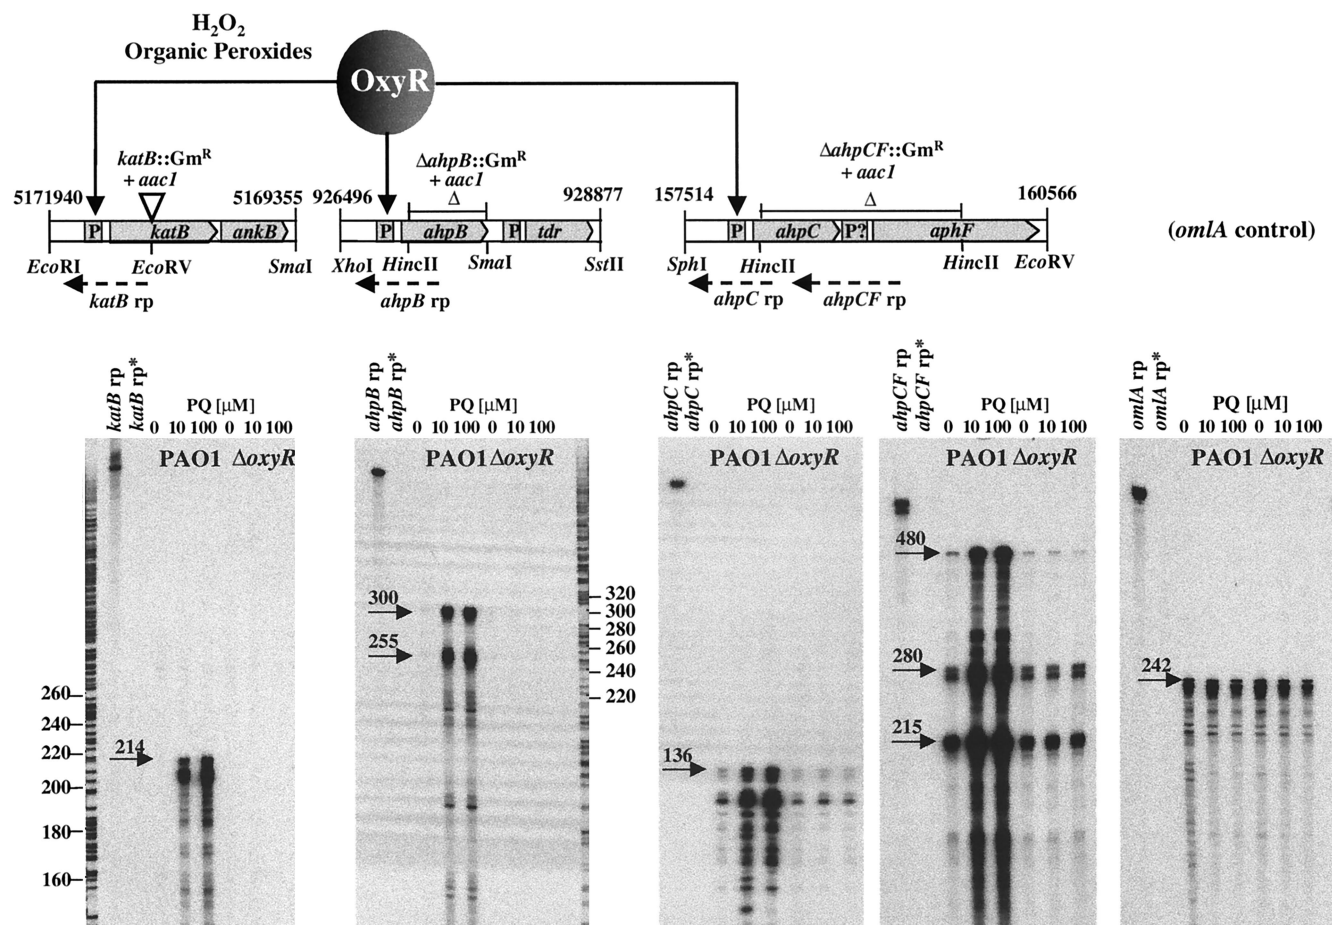 H2O2
Organic Peroxides
OxyR
katB::GmR
+ aac1
ΔahpB::GmR
+ aac1
Δ
ΔahpCF::GmR
+ aac1
Δ
5171940
5169355
926496
928877
157514
160566
P katB ankB
P ahpB P tdr
P ahpC P? aphF
(omlA control)
EcoRI EcoRV SmaI
XhoI HincII SmaI SstII
SphI HincII HincII EcoRV
katB rp
ahpB rp
ahpC rp
ahpCF rp
katB rp
katB rp*
PQ [μM]
0 10 100 0 10 100
PAO1 ΔoxyR
260
240
220
214
200
180
160
ahpB rp
ahpB rp*
PQ [μM]
0 10 100 0 10 100
PAO1 ΔoxyR
300
255
320
300
280
260
240
220
ahpC rp
ahpC rp*
PQ [μM]
0 10 100 0 10 100
PAO1 ΔoxyR
136
ahpCF rp
ahpCF rp*
PQ [μM]
0 10 100 0 10 100
PAO1 ΔoxyR
480
280
215
omlA rp
omlA rp*
PQ [μM]
0 10 100 0 10 100
PAO1 ΔoxyR
242